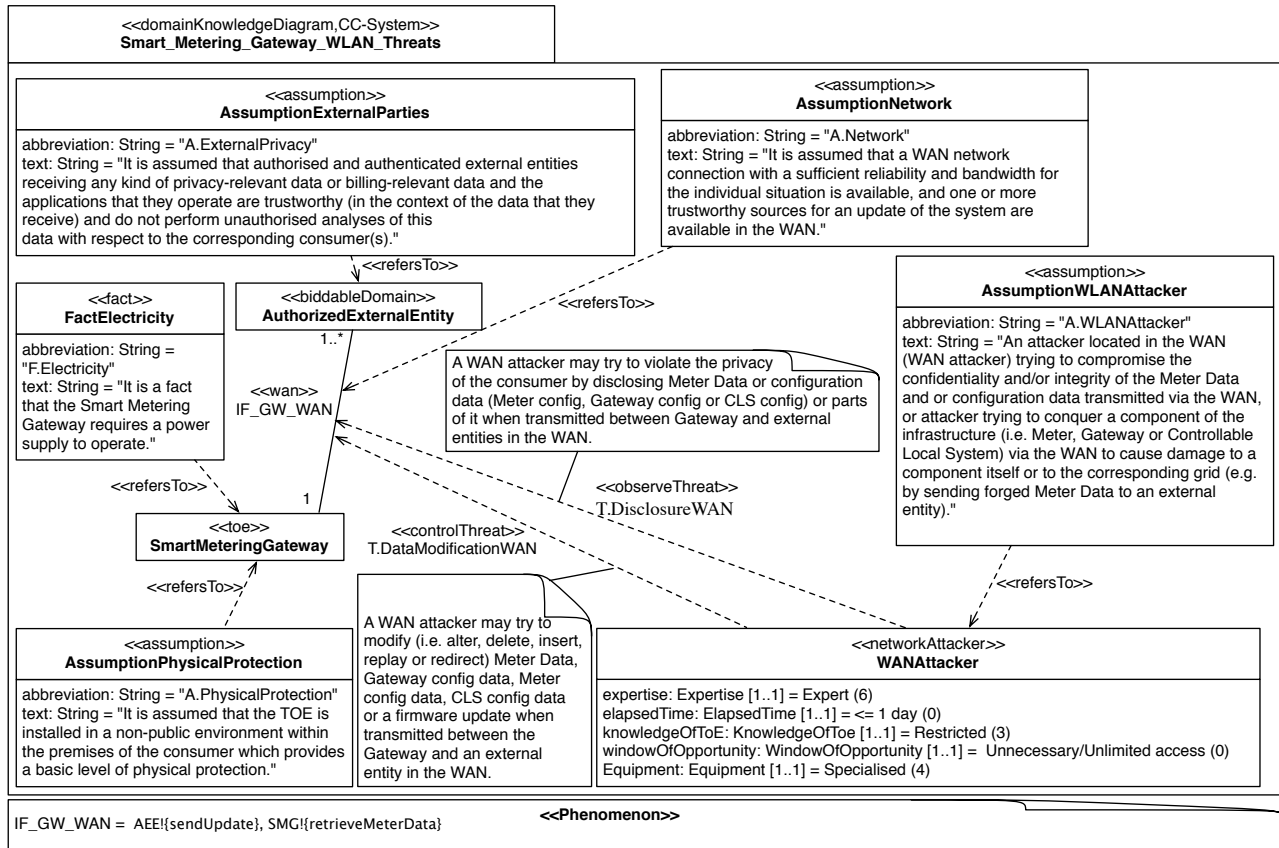 <<domainKnowledgeDiagram,CC-System>>
Smart_Metering_Gateway_WLAN_Threats
<<assumption>>
AssumptionExternalParties
abbreviation: String = "A.ExternalPrivacy"
text: String = "It is assumed that authorised and authenticated external entities
receiving any kind of privacy-relevant data or billing-relevant data and the
applications that they operate are trustworthy (in the context of the data that they
receive) and do not perform unauthorised analyses of this
data with respect to the corresponding consumer(s)."
<<assumption>>
AssumptionNetwork
abbreviation: String = "A.Network"
text: String = "It is assumed that a WAN network
connection with a sufficient reliability and bandwidth for
the individual situation is available, and one or more
trustworthy sources for an update of the system are
available in the WAN."
<<refersTo>>
<<refersTo>>
<<fact>>
FactElectricity
abbreviation: String =
"F.Electricity"
text: String = "It is a fact
that the Smart Metering
Gateway requires a power
supply to operate."
<<biddableDomain>>
AuthorizedExternalEntity
1..*
<<wan>>
IF_GW_WAN
1
<<assumption>>
AssumptionWLANAttacker
abbreviation: String = "A.WLANAttacker"
text: String = "An attacker located in the WAN
(WAN attacker) trying to compromise the
confidentiality and/or integrity of the Meter Data
and or configuration data transmitted via the WAN,
or attacker trying to conquer a component of the
infrastructure (i.e. Meter, Gateway or Controllable
Local System) via the WAN to cause damage to a
component itself or to the corresponding grid (e.g.
by sending forged Meter Data to an external
entity)."
A WAN attacker may try to violate the privacy
of the consumer by disclosing Meter Data or configuration
data (Meter config, Gateway config or CLS config) or parts
of it when transmitted between Gateway and external
entities in the WAN.
<<refersTo>>
<<observeThreat>>
T.DisclosureWAN
<<toe>>
SmartMeteringGateway
<<controlThreat>>
T.DataModificationWAN
<<refersTo>>
<<refersTo>>
<<assumption>>
AssumptionPhysicalProtection
abbreviation: String = "A.PhysicalProtection"
text: String = "It is assumed that the TOE is
installed in a non-public environment within
the premises of the consumer which provides
a basic level of physical protection."
A WAN attacker may try to
modify (i.e. alter, delete, insert,
replay or redirect) Meter Data,
Gateway config data, Meter
config data, CLS config data
or a firmware update when
transmitted between the
Gateway and an external
entity in the WAN.
<<networkAttacker>>
WANAttacker
expertise: Expertise [1..1] = Expert (6)
elapsedTime: ElapsedTime [1..1] = <= 1 day (0)
knowledgeOfToE: KnowledgeOfToe [1..1] = Restricted (3)
windowOfOpportunity: WindowOfOpportunity [1..1] = Unnecessary/Unlimited access (0)
Equipment: Equipment [1..1] = Specialised (4)
<<Phenomenon>>
IF_GW_WAN = AEE!{sendUpdate}, SMG!{retrieveMeterData}